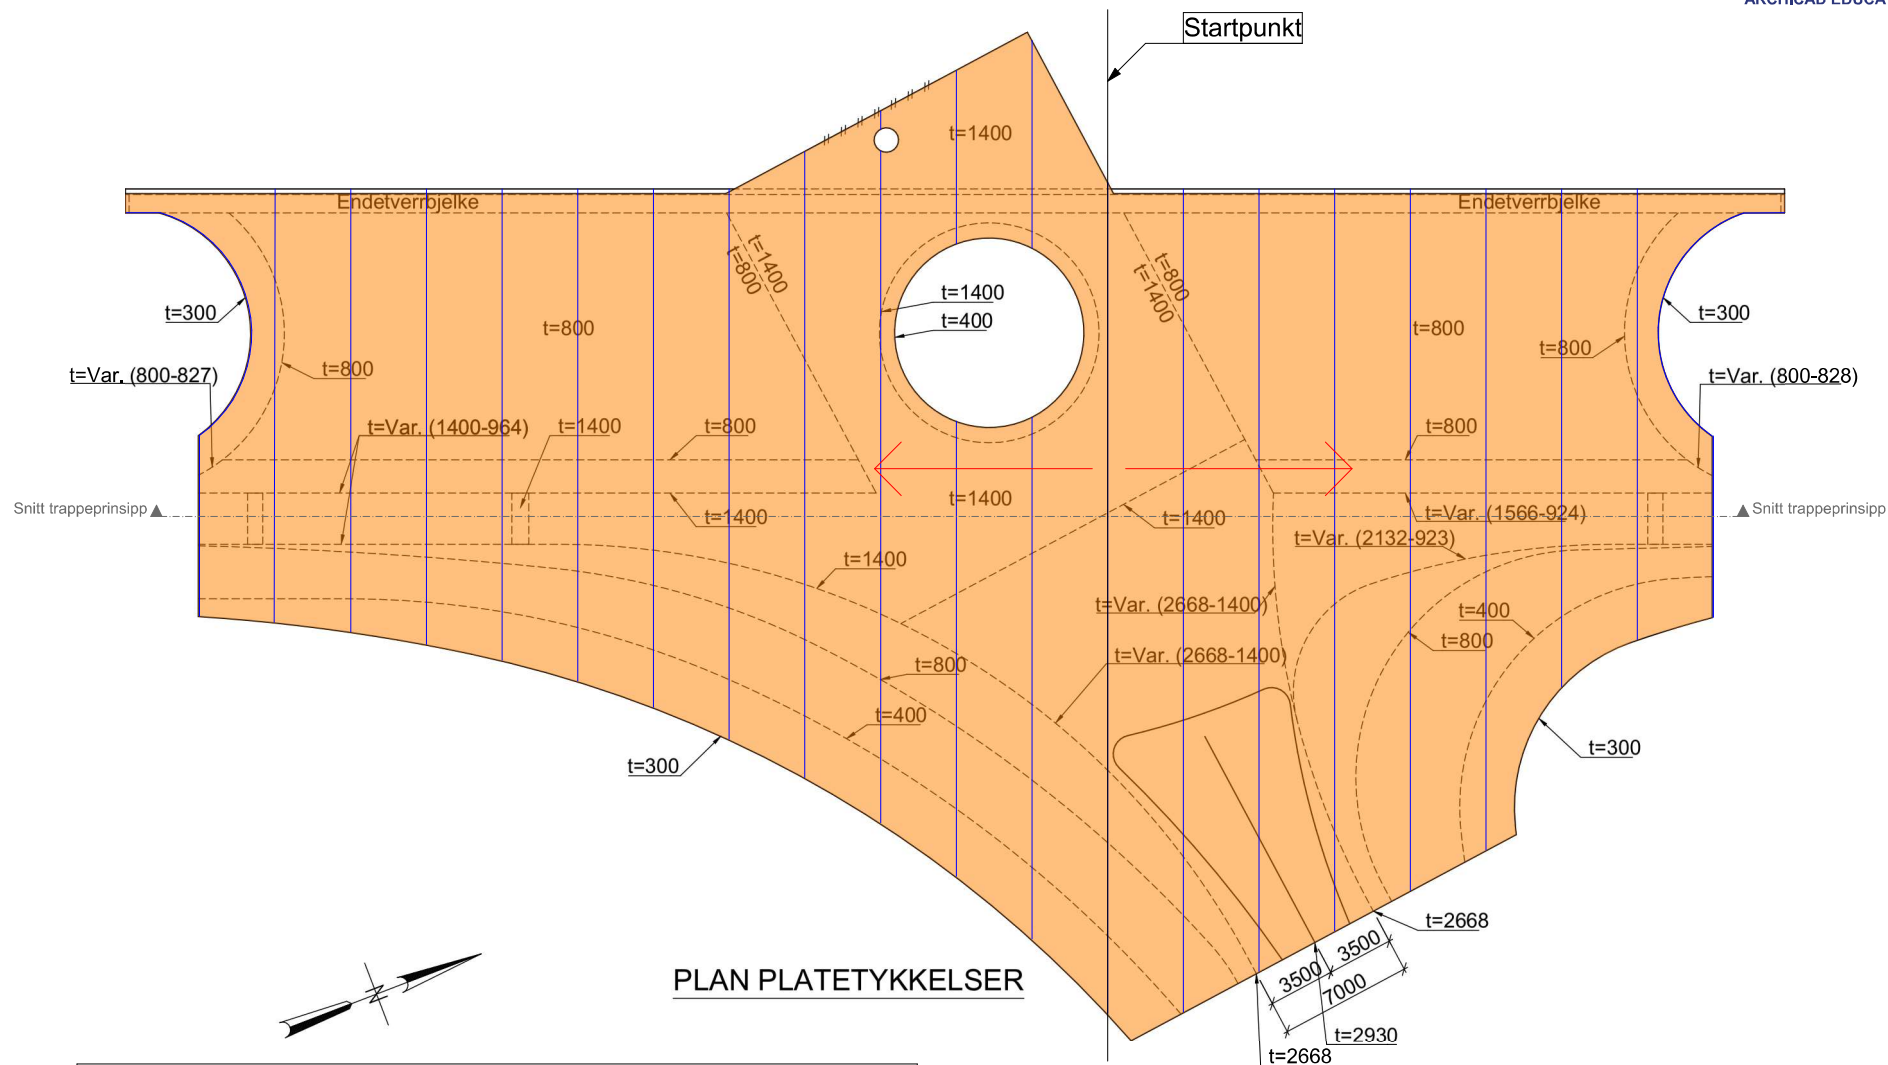 ARCHICAD EDUCA
Startpunkt
t=1400
Endetverrbjelke
Endetverrbjelke
t=1400
t=800
t=800
t=1400
t=300
t=800
t=1400
t=400
t=800
t=300
t=800
t=800
t=Var. (800-827)
t=Var. (800-828)
t=Var. (1400-964)
t=1400
t=800
t=800
Snitt trappeprinsipp
t=1400
t=1400
t=1400
t=Var. (1566-924)
Snitt trappeprinsipp
t=Var. (2132-923)
t=1400
t=Var. (2668-1400)
t=400
t=800
t=800
t=Var. (2668-1400)
t=400
t=300
t=300
t=2668
3500
3500
7000
N
PLAN PLATETYKKELSER
t=2930
t=2668